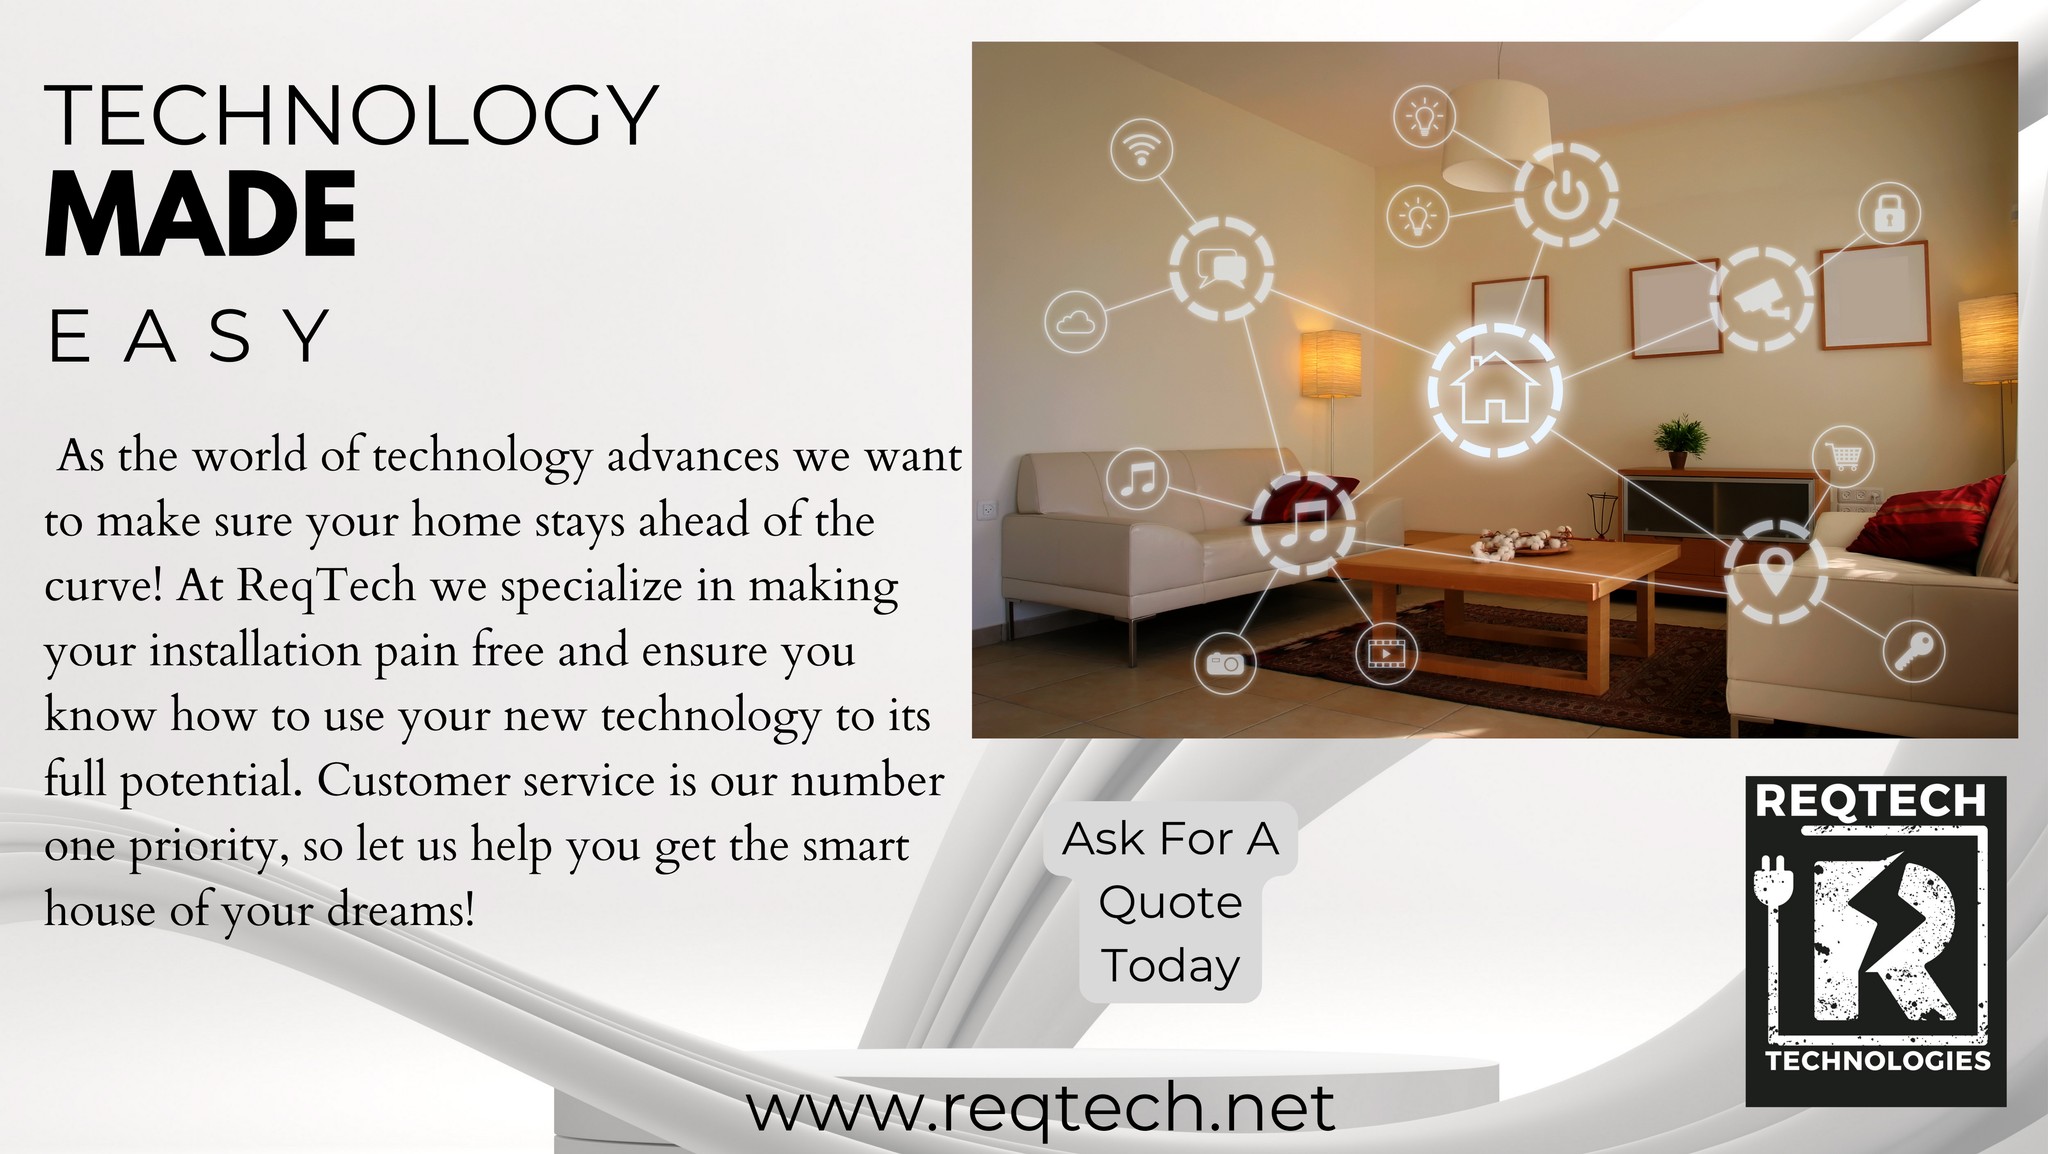 TECHNOLOGY
MADE
EASY
As the world of technology advances we want
to make sure your home stays ahead of the
curve! At ReqTech we specialize in making
your installation pain free and ensure you
know how to use your new technology to its
full potential. Customer service is our number
one priority, so let us help you get the smart
house of your dreams!
Ask For A
Quote
Today
REQTECH
R
TECHNOLOGIES
www.reqtech.net